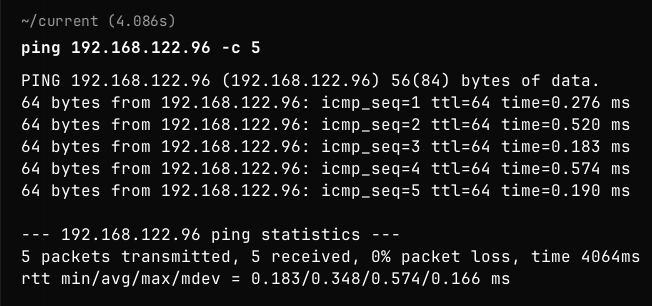 ~/current (4.086s)
ping 192.168.122.96 -c 5
PING 192.168.122.96 (192.168.122.96) 56(84) bytes of data.
64 bytes from 192.168.122.96: icmp_seq=1 ttl=64 time=0.276 ms
64 bytes from 192.168.122.96: icmp_seq=2 ttl=64 time=0.520 ms
64 bytes from 192.168.122.96: icmp_seq=3 ttl=64 time=0.183 ms
64 bytes from 192.168.122.96: icmp_seq=4 ttl=64 time=0.574 ms
64 bytes from 192.168.122.96: icmp_seq=5 ttl=64 time=0.190 ms
--- 192.168.122.96 ping statistics ---
5 packets transmitted, 5 received, 0% packet loss, time 4064ms
rtt min/avg/max/mdev = 0.183/0.348/0.574/0.166 ms